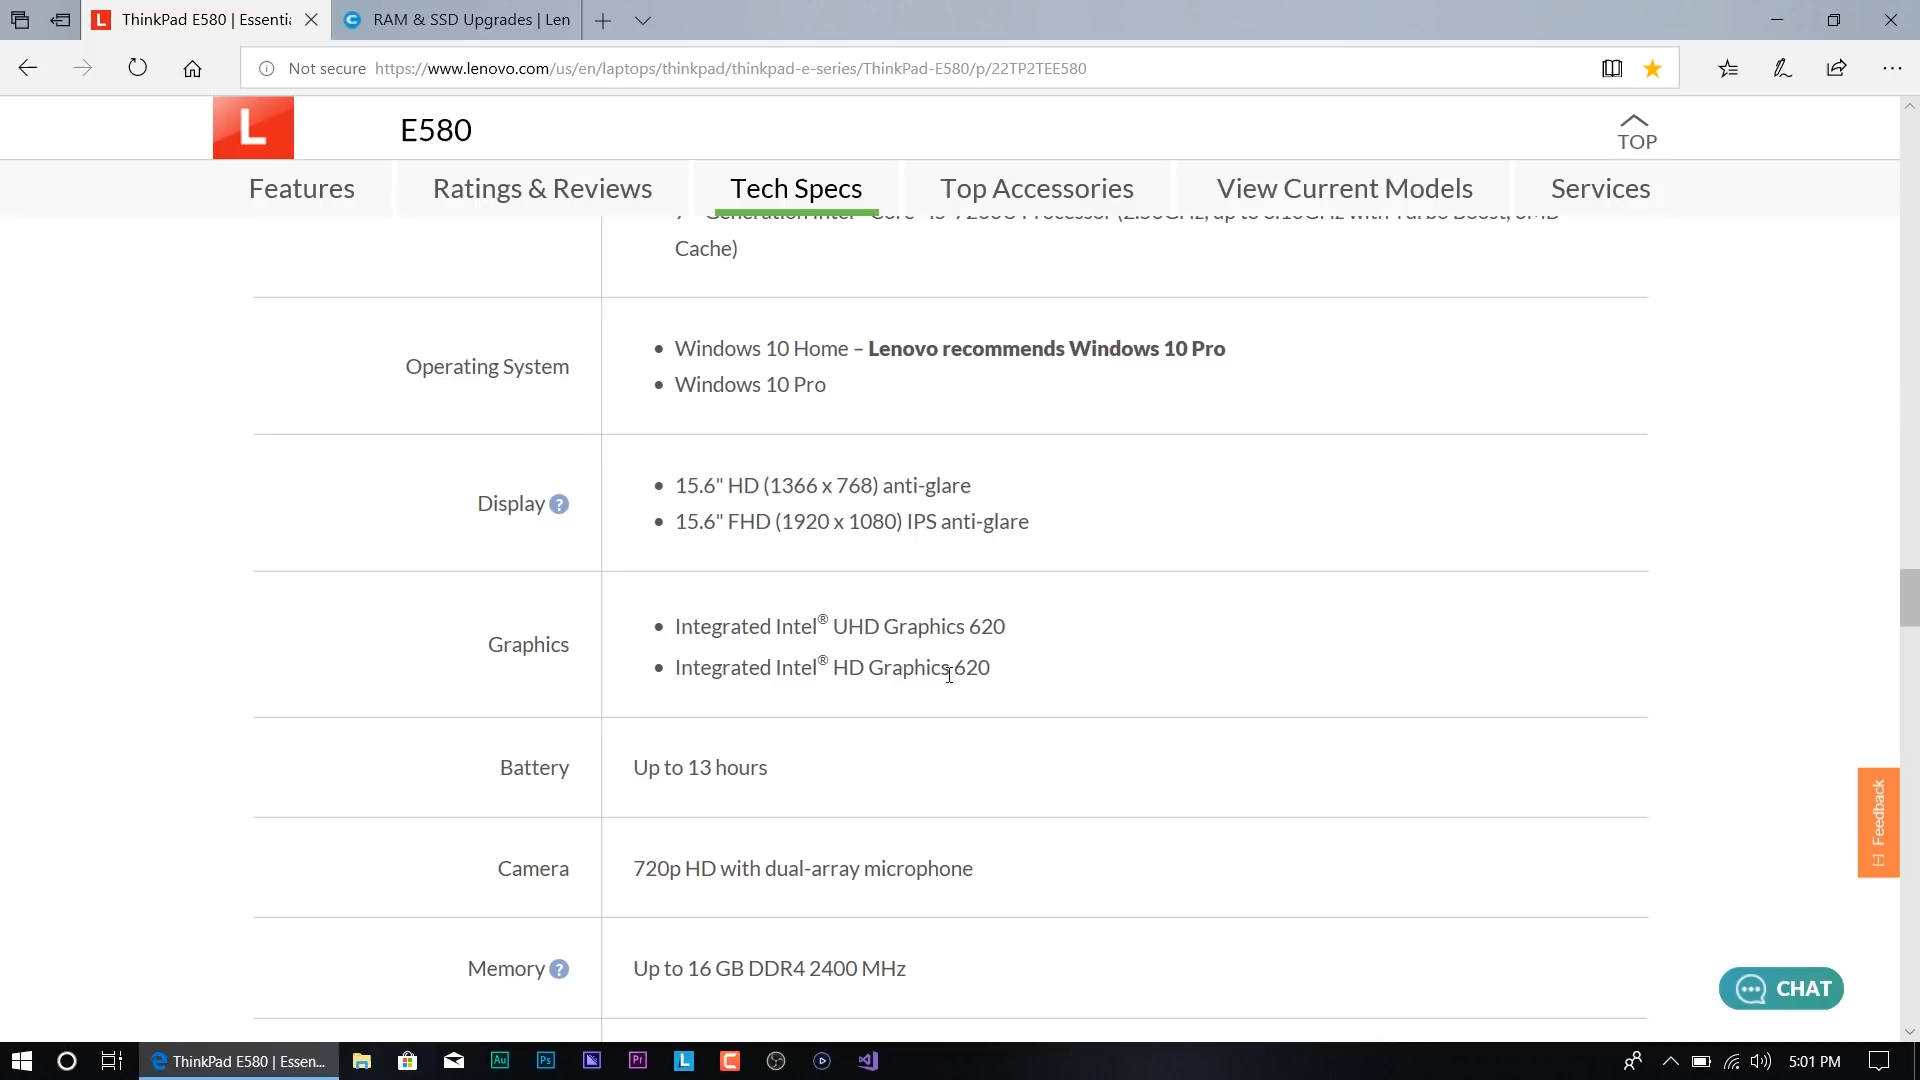 ThinkPad E580 | Essenti
RAM & SSD Upgrades | Len
Not secure https://www.lenovo.com/us/en/laptops/thinkpad/thinkpad-e-series/ThinkPad-E580/p/22TP2TEE580
L
E580
TOP
Features
Ratings & Reviews
Tech Specs
Top Accessories
View Current Models
Services
Cache)
Operating System
Windows 10 Home – Lenovo recommends Windows 10 Pro
Windows 10 Pro
Display ?
15.6" HD (1366 x 768) anti-glare
15.6" FHD (1920 x 1080) IPS anti-glare
Graphics
Integrated Intel® UHD Graphics 620
Integrated Intel® HD Graphics 620
Battery
Up to 13 hours
Camera
720p HD with dual-array microphone
Memory ?
Up to 16 GB DDR4 2400 MHz
[-] Feedback
CHAT
ThinkPad E580 | Essen...
Au
Ps
Pr
L
5:01 PM